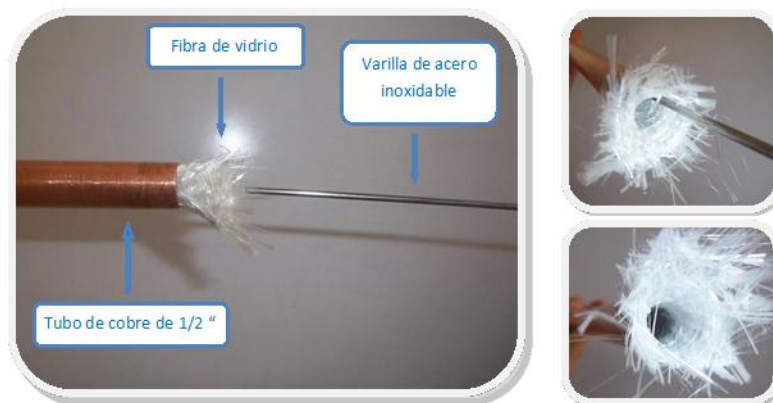 Fibra de vidrio
Varilla de acero
inoxidable
Tubo de cobre de 1/2 “